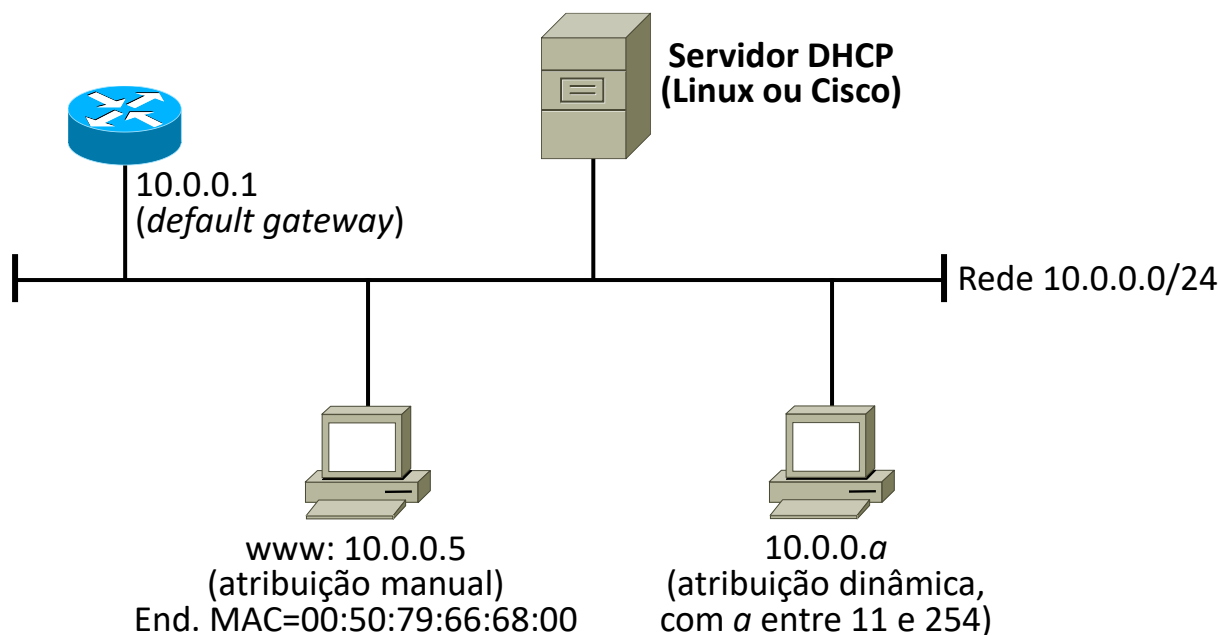 Servidor DHCP
(Linux ou Cisco)
10.0.0.1
(default gateway)
Rede 10.0.0.0/24
www: 10.0.0.5
(atribuição manual)
End. MAC=00:50:79:66:68:00
10.0.0.a
(atribuição dinâmica,
com a entre 11 e 254)